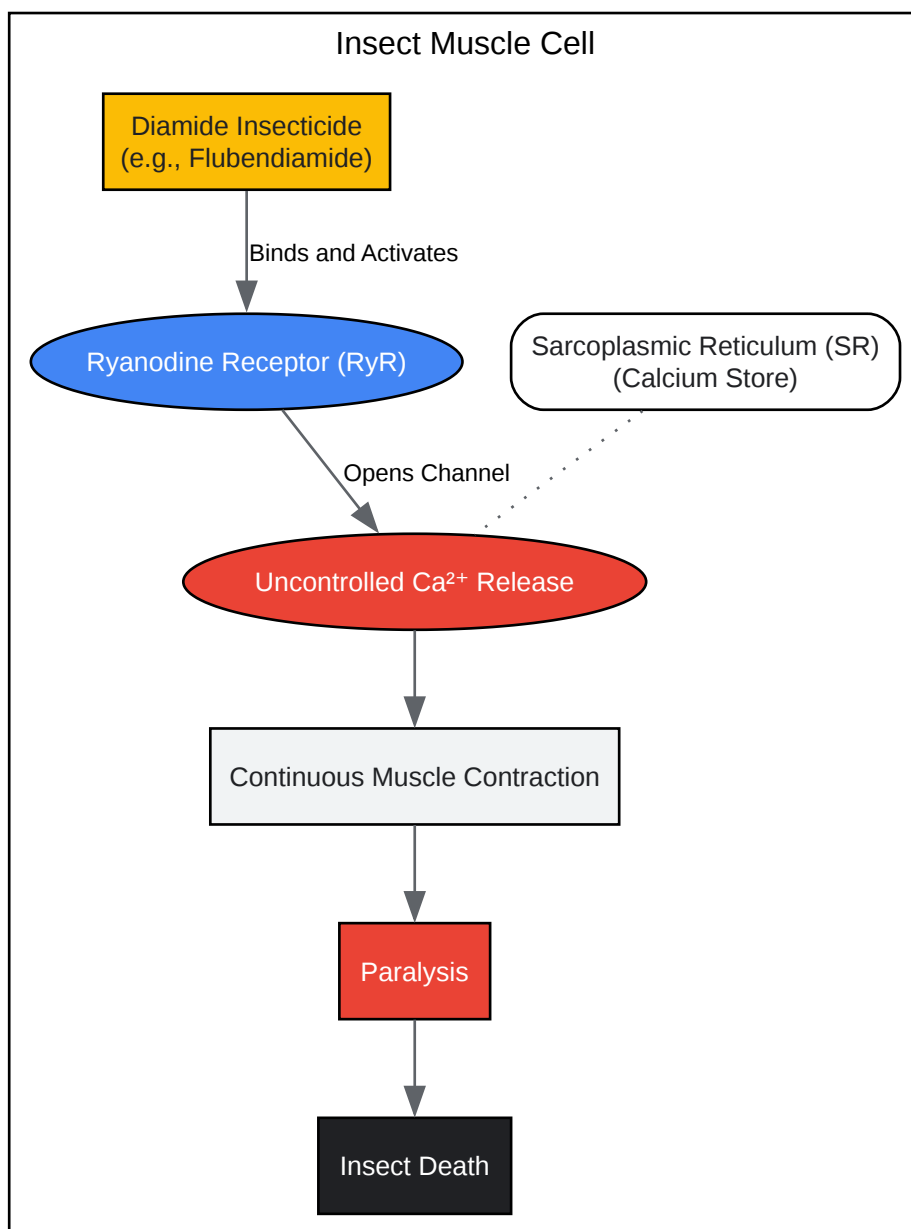 Insect Muscle Cell
Diamide Insecticide
(e.g., Flubendiamide)
Binds and Activates
Ryanodine Receptor (RyR)
Sarcoplasmic Reticulum (SR)
(Calcium Store)
Opens Channel
Uncontrolled Ca²⁺ Release
Continuous Muscle Contraction
Paralysis
Insect Death